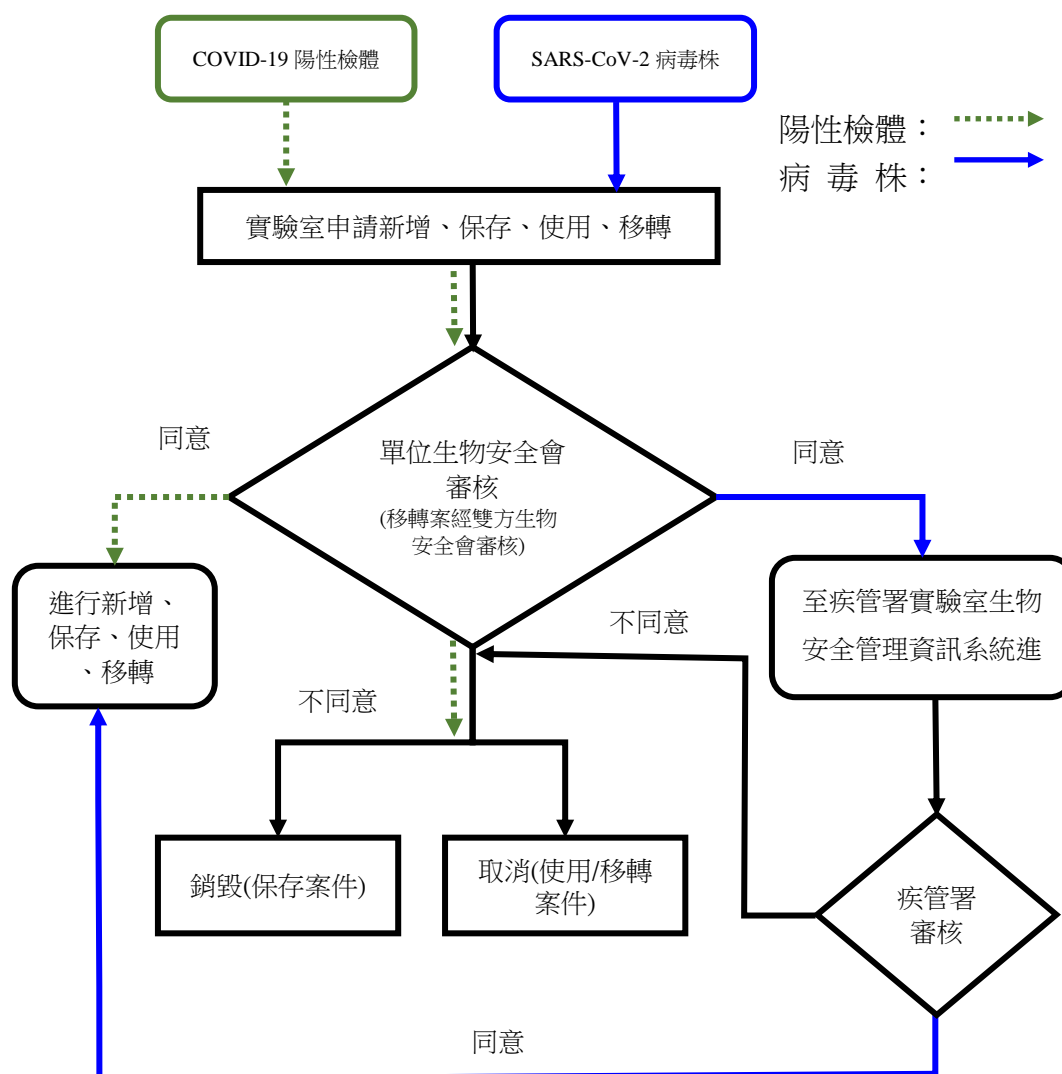 COVID-19 陽性檢體
SARS-CoV-2 病毒株
陽性檢體：
病毒株：
實驗室申請新增、保存、使用、移轉
同意
單位生物安全會
審核
(移轉案經雙方生物
安全會審核)
同意
進行新增、
保存、使用
、移轉
至疾管署實驗室生物
安全管理資訊系統進
不同意
不同意
銷毀(保存案件)
取消(使用/移轉
案件)
疾管署
審核
同意